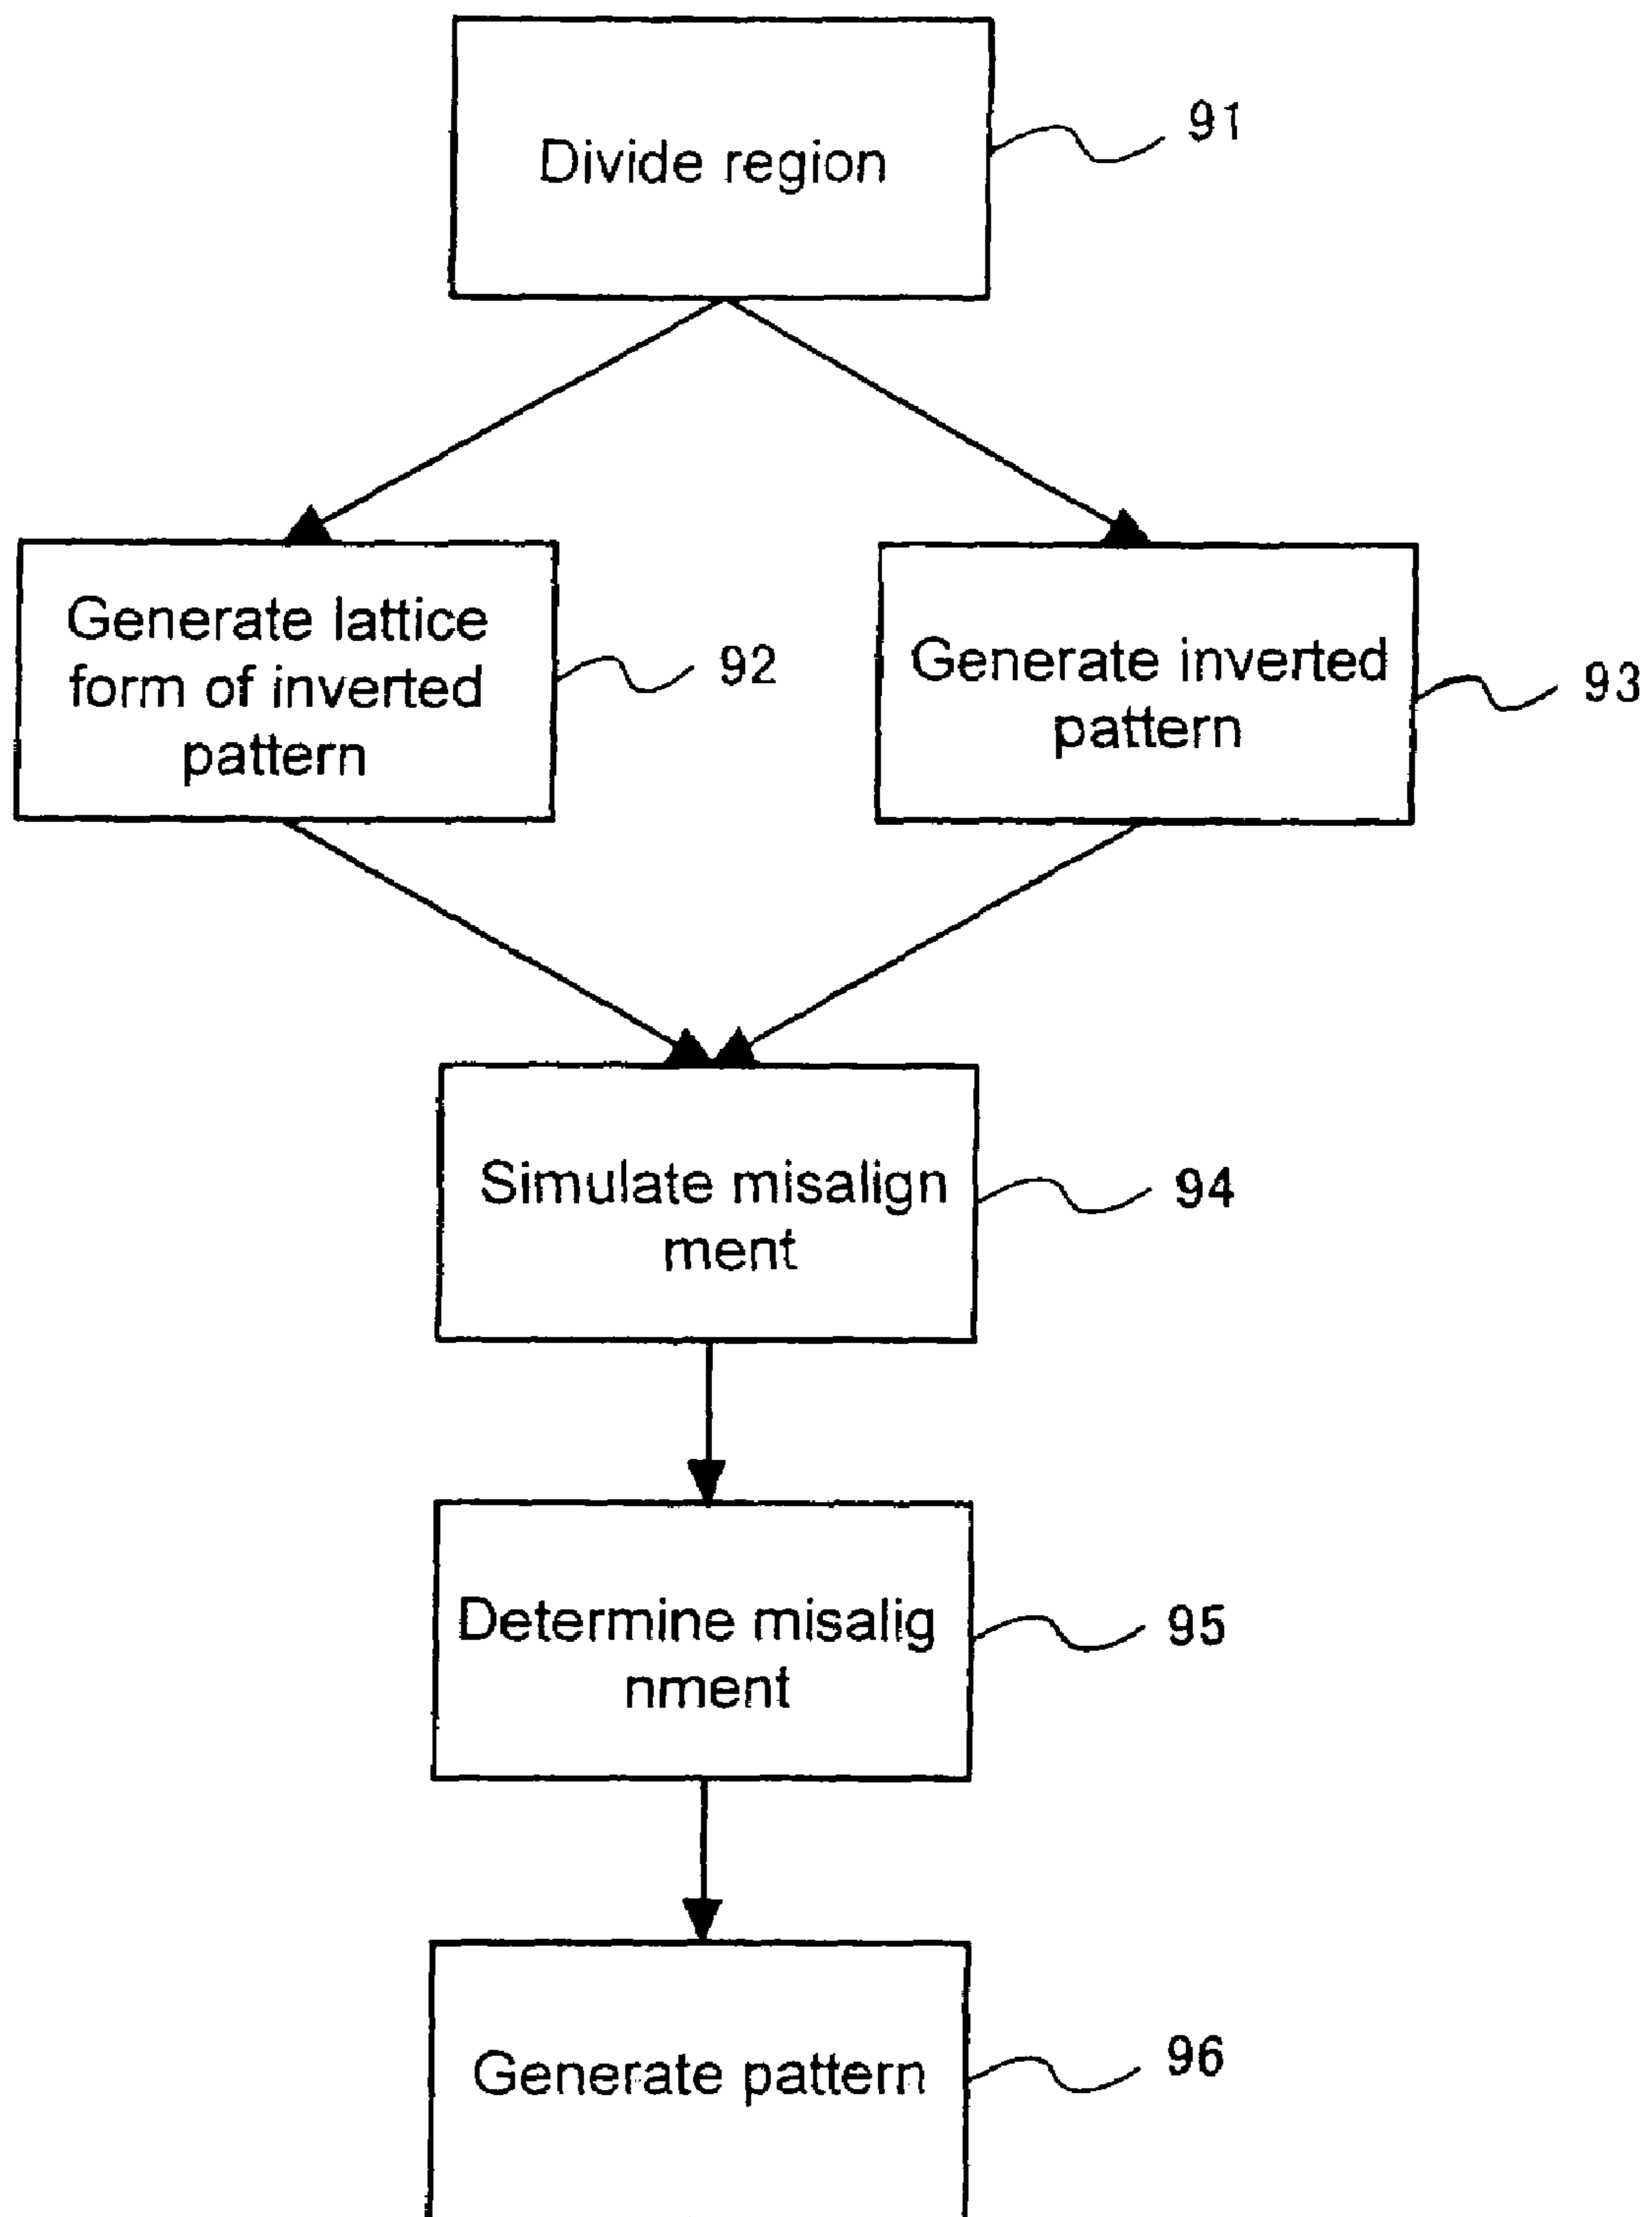 Divide region
91
Generate lattice
form of inverted
pattern
92
Generate inverted
pattern
93
Simulate misalign
ment
94
Determine misalig
nment
95
Generate pattern
96